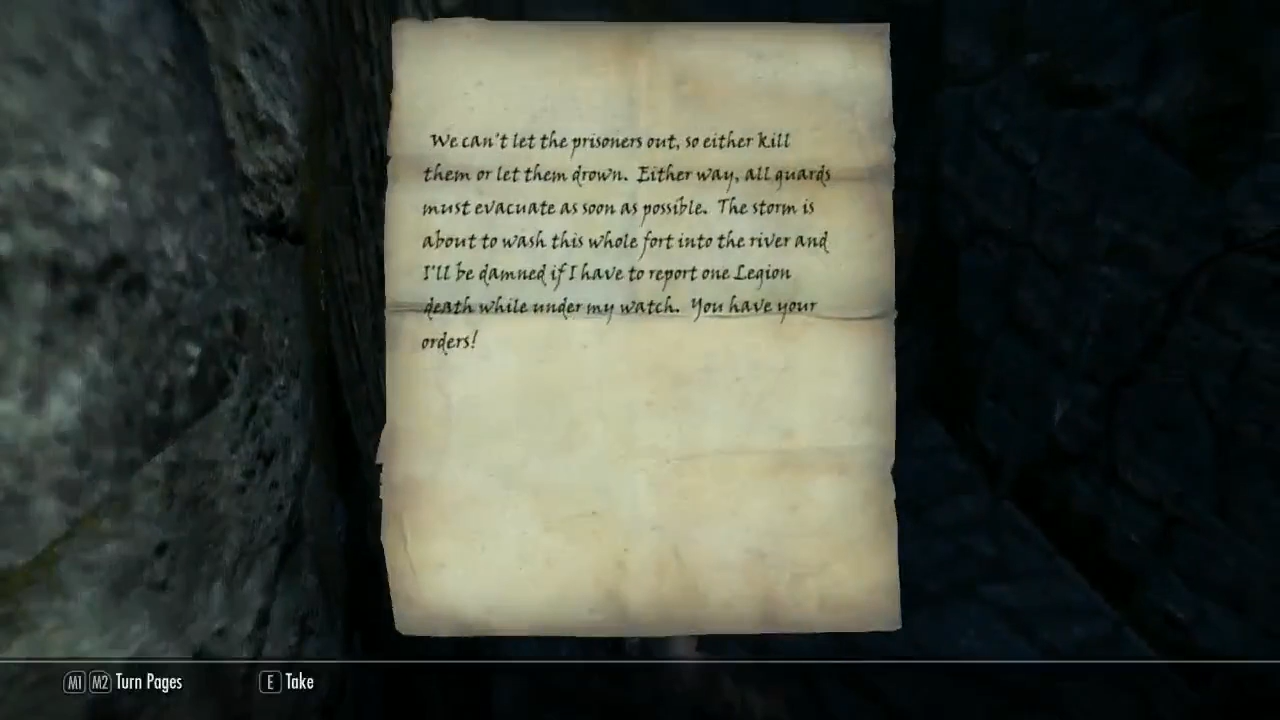 We can't let the prisoners out, so either kill
them or let them drown. Either way, all guards
must evacuate as soon as possible. The storm is
about to wash this whole fort into the river and
I'll be damned if I have to report one Legion
death while under my watch. You have your
orders!
M1 M2 Turn Pages
E Take